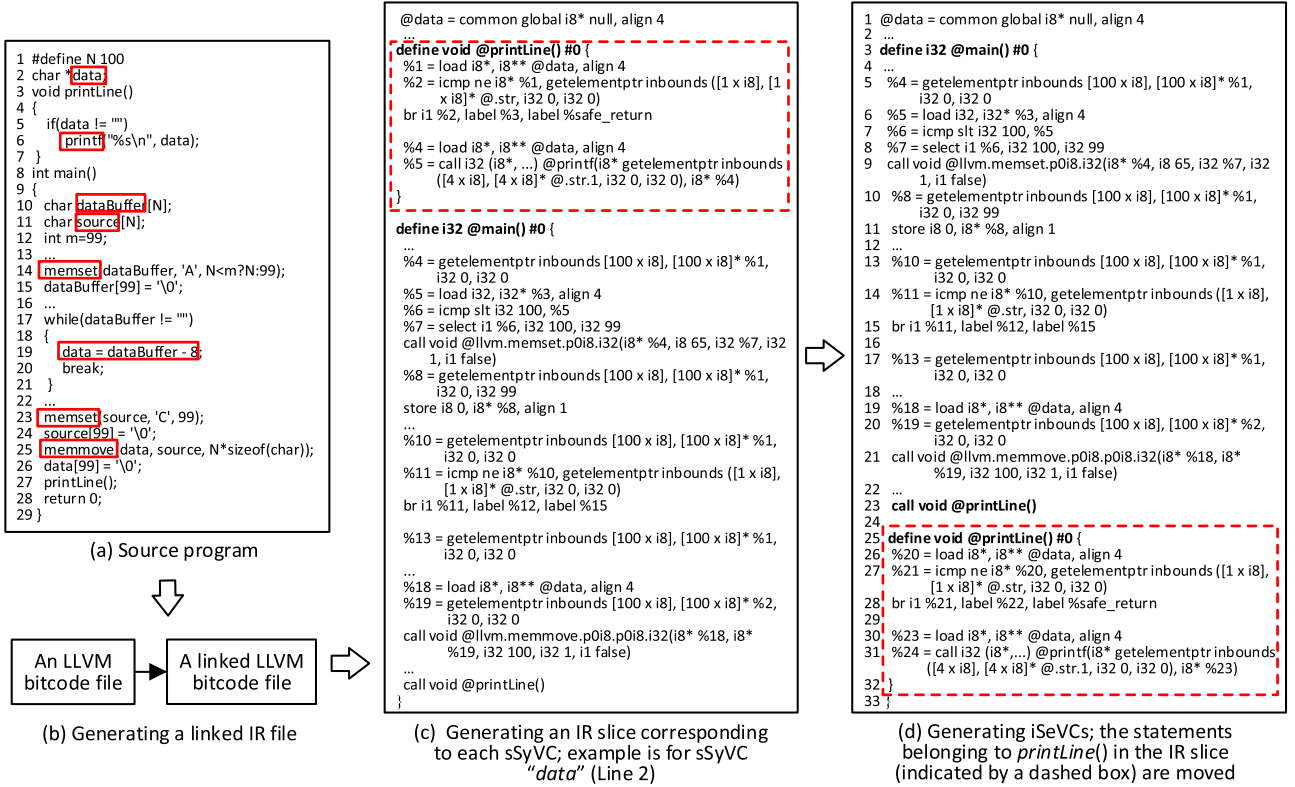 1 #define N 100
2 char *data;
3 void printLine()
4 {
5 if(data != "")
6 printf("%s\n", data);
7 }
8 int main()
9 {
10 char dataBuffer[N];
11 char source[N];
12 int m=99;
13 ...
14 memset(dataBuffer, 'A', N<m?N:99);
15 dataBuffer[99] = '\0';
16 ...
17 while(dataBuffer != "")
18 {
19 data = dataBuffer - 8;
20 break;
21 }
22 ...
23 memset(source, 'C', 99);
24 source[99] = '\0';
25 memmove(data, source, N*sizeof(char));
26 data[99] = '\0';
27 printLine();
28 return 0;
29 }
(a) Source program
An LLVM
bitcode file
A linked LLVM
bitcode file
(b) Generating a linked IR file
@data = common global i8* null, align 4
...
define void @printLine() #0 {
%1 = load i8*, i8** @data, align 4
%2 = icmp ne i8* %1, getelementptr inbounds ([1 x i8], [1
x i8]* @.str, i32 0, i32 0)
br i1 %2, label %3, label %safe_return
%4 = load i8*, i8** @data, align 4
%5 = call i32 (i8*, ...) @printf(i8* getelementptr inbounds
([4 x i8], [4 x i8]* @.str.1, i32 0, i32 0), i8* %4)
}
define i32 @main() #0 {
...
%4 = getelementptr inbounds [100 x i8], [100 x i8]* %1,
i32 0, i32 0
%5 = load i32, i32* %3, align 4
%6 = icmp slt i32 100, %5
%7 = select i1 %6, i32 100, i32 99
call void @llvm.memset.p0i8.i32(i8* %4, i8 65, i32 %7, i32
1, i1 false)
%8 = getelementptr inbounds [100 x i8], [100 x i8]* %1,
i32 0, i32 99
store i8 0, i8* %8, align 1
...
%10 = getelementptr inbounds [100 x i8], [100 x i8]* %1,
i32 0, i32 0
%11 = icmp ne i8* %10, getelementptr inbounds ([1 x i8],
[1 x i8]* @.str, i32 0, i32 0)
br i1 %11, label %12, label %15
%13 = getelementptr inbounds [100 x i8], [100 x i8]* %1,
i32 0, i32 0
...
%18 = load i8*, i8** @data, align 4
%19 = getelementptr inbounds [100 x i8], [100 x i8]* %2,
i32 0, i32 0
call void @llvm.memmove.p0i8.p0i8.i32(i8* %18, i8*
%19, i32 100, i32 1, i1 false)
...
call void @printLine()
}
(c) Generating an IR slice corresponding
to each sSyVC; example is for sSyVC
“data” (Line 2)
1 @data = common global i8* null, align 4
2 ...
3 define i32 @main() #0 {
4 ...
5 %4 = getelementptr inbounds [100 x i8], [100 x i8]* %1,
i32 0, i32 0
6 %5 = load i32, i32* %3, align 4
7 %6 = icmp slt i32 100, %5
8 %7 = select i1 %6, i32 100, i32 99
9 call void @llvm.memset.p0i8.i32(i8* %4, i8 65, i32 %7, i32
1, i1 false)
10 %8 = getelementptr inbounds [100 x i8], [100 x i8]* %1,
i32 0, i32 99
11 store i8 0, i8* %8, align 1
12 ...
13 %10 = getelementptr inbounds [100 x i8], [100 x i8]* %1,
i32 0, i32 0
14 %11 = icmp ne i8* %10, getelementptr inbounds ([1 x i8],
[1 x i8]* @.str, i32 0, i32 0)
15 br i1 %11, label %12, label %15
16
17 %13 = getelementptr inbounds [100 x i8], [100 x i8]* %1,
i32 0, i32 0
18 ...
19 %18 = load i8*, i8** @data, align 4
20 %19 = getelementptr inbounds [100 x i8], [100 x i8]* %2,
i32 0, i32 0
21 call void @llvm.memmove.p0i8.p0i8.i32(i8* %18, i8*
%19, i32 100, i32 1, i1 false)
22 ...
23 call void @printLine()
24
25 define void @printLine() #0 {
26 %20 = load i8*, i8** @data, align 4
27 %21 = icmp ne i8* %20, getelementptr inbounds ([1 x i8],
[1 x i8]* @.str, i32 0, i32 0)
28 br i1 %21, label %22, label %safe_return
29
30 %23 = load i8*, i8** @data, align 4
31 %24 = call i32 (i8*,...) @printf(i8* getelementptr inbounds
([4 x i8], [4 x i8]* @.str.1, i32 0, i32 0), i8* %23)
32 }
33 }
(d) Generating iSeVCs; the statements
belonging to printLine() in the IR slice
(indicated by a dashed box) are moved